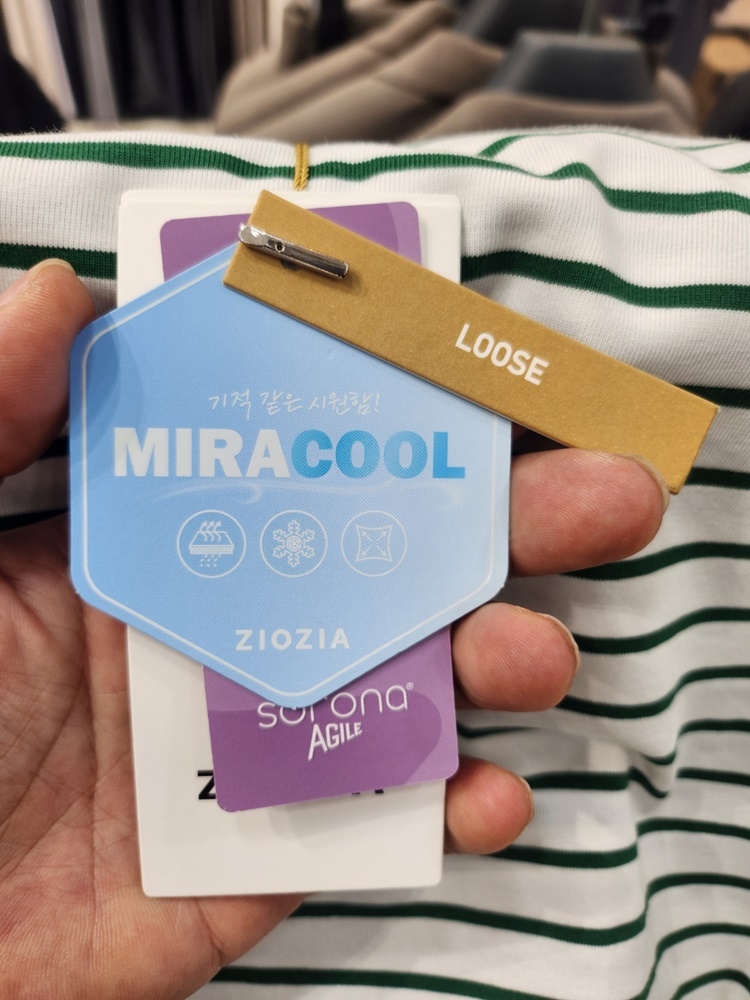 LOOSE
기적 같은 시원함!
MIRACOOL
ZIOZIA
sorona®
AGILE